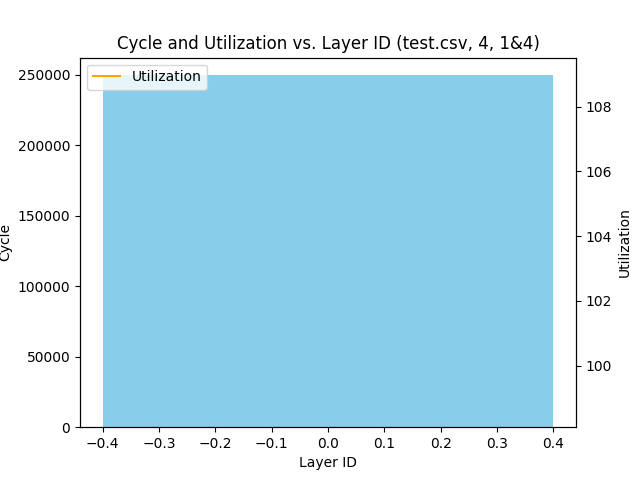 Cycle and Utilization vs. Layer ID (test.csv, 4, 1&4)
Utilization
250000
200000
150000
100000
50000
0
Cycle
108
106
104
102
100
Utilization
−0.4 −0.3 −0.2 −0.1 0.0 0.1 0.2 0.3 0.4
Layer ID